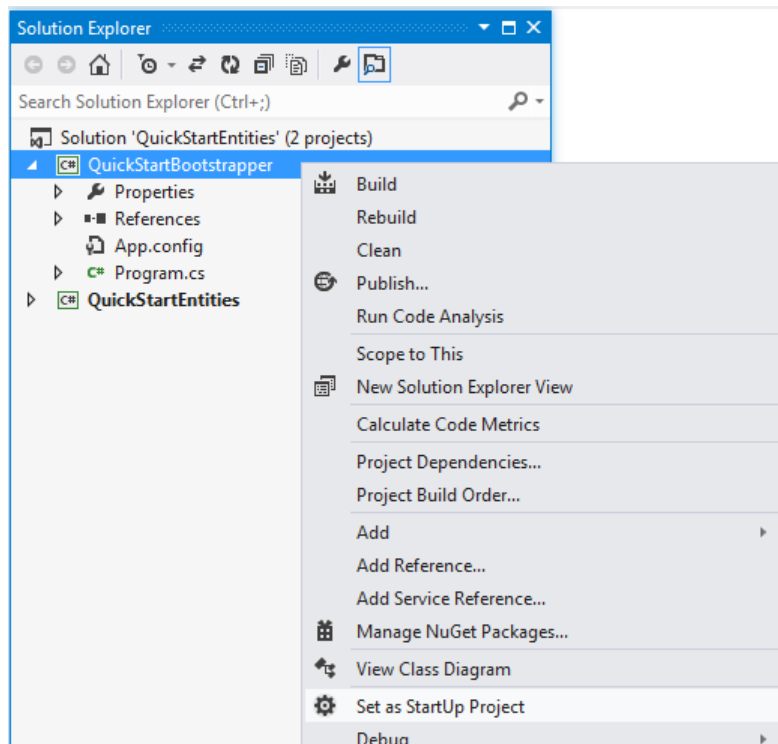 Solution Explorer
Search Solution Explorer (Ctrl+;)
Solution 'QuickStartEntities' (2 projects)
C# QuickStartBootstrapper
Properties
References
App.config
C# Program.cs
C# QuickStartEntities
Build
Rebuild
Clean
Publish...
Run Code Analysis
Scope to This
New Solution Explorer View
Calculate Code Metrics
Project Dependencies...
Project Build Order...
Add
Add Reference...
Add Service Reference...
Manage NuGet Packages...
View Class Diagram
Set as StartUp Project
Debug